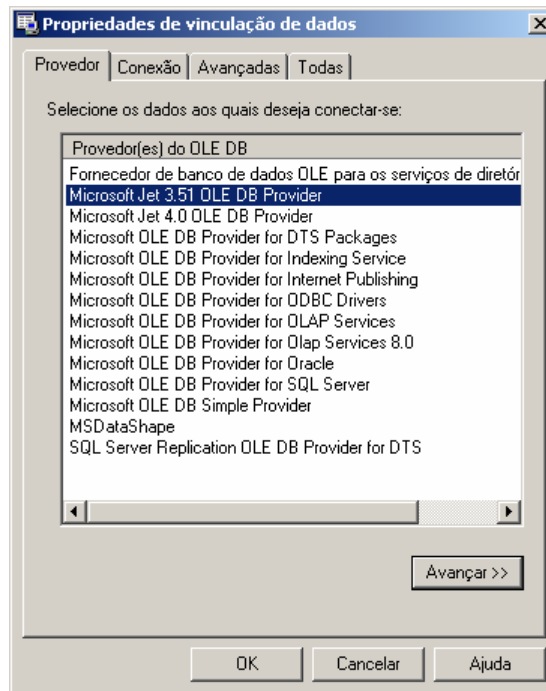 Propriedades de vinculação de dados
Provedor Conexão Avançadas Todas
Selecione os dados aos quais deseja conectar-se:
Provedor(es) do OLE DB
Fornecedor de banco de dados OLE para os serviços de diretór
Microsoft Jet 3.51 OLE DB Provider
Microsoft Jet 4.0 OLE DB Provider
Microsoft OLE DB Provider for DTS Packages
Microsoft OLE DB Provider for Indexing Service
Microsoft OLE DB Provider for Internet Publishing
Microsoft OLE DB Provider for ODBC Drivers
Microsoft OLE DB Provider for OLAP Services
Microsoft OLE DB Provider for Olap Services 8.0
Microsoft OLE DB Provider for Oracle
Microsoft OLE DB Provider for SQL Server
Microsoft OLE DB Simple Provider
MSDataShape
SQL Server Replication OLE DB Provider for DTS
Avançar >>
OK Cancelar Ajuda